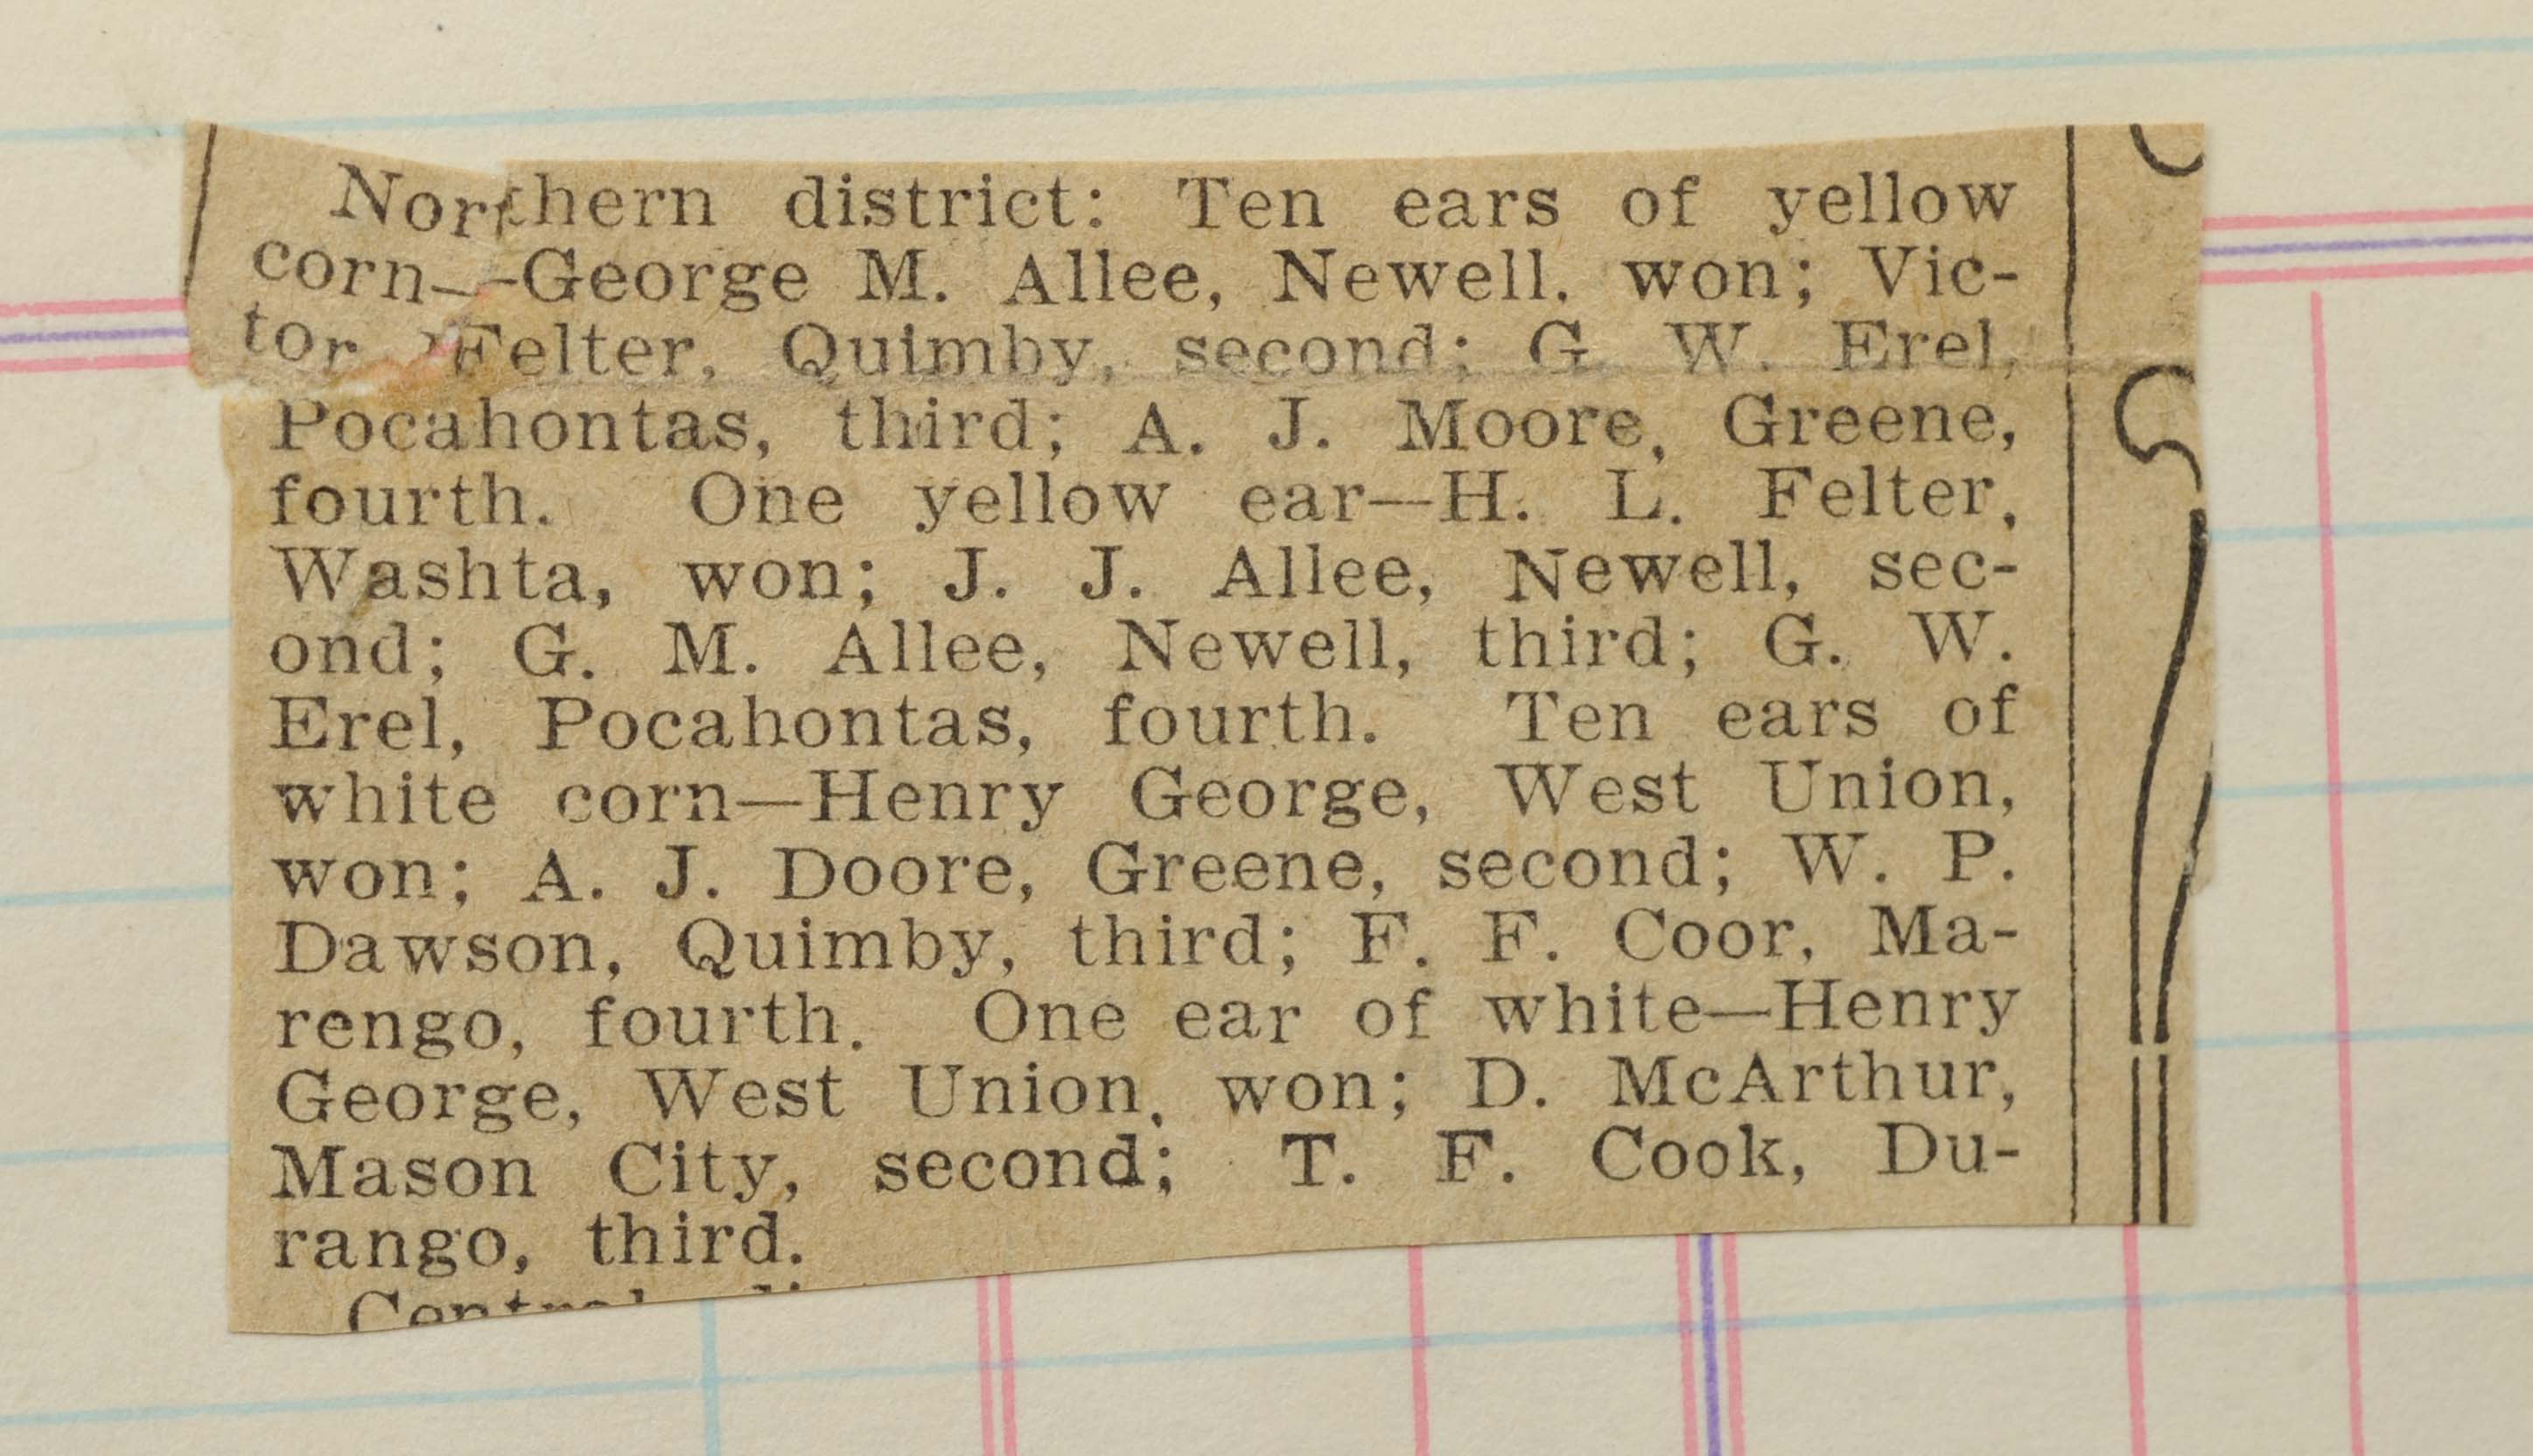 Northern district: Ten ears of yellow
corn—George M. Allee, Newell, won; Vic-
tor Felter, Quimby, second; G. W. Erel,
Pocahontas, third; A. J. Moore, Greene,
fourth. One yellow ear—H. L. Felter,
Washta, won; J. J. Allee, Newell, sec-
ond; G. M. Allee, Newell, third; G. W.
Erel, Pocahontas, fourth. Ten ears of
white corn—Henry George, West Union,
won; A. J. Doore, Greene, second; W. P.
Dawson, Quimby, third; F. F. Coor, Ma-
rengo, fourth. One ear of white—Henry
George, West Union, won; D. McArthur,
Mason City, second; T. F. Cook, Du-
rango, third.
Central